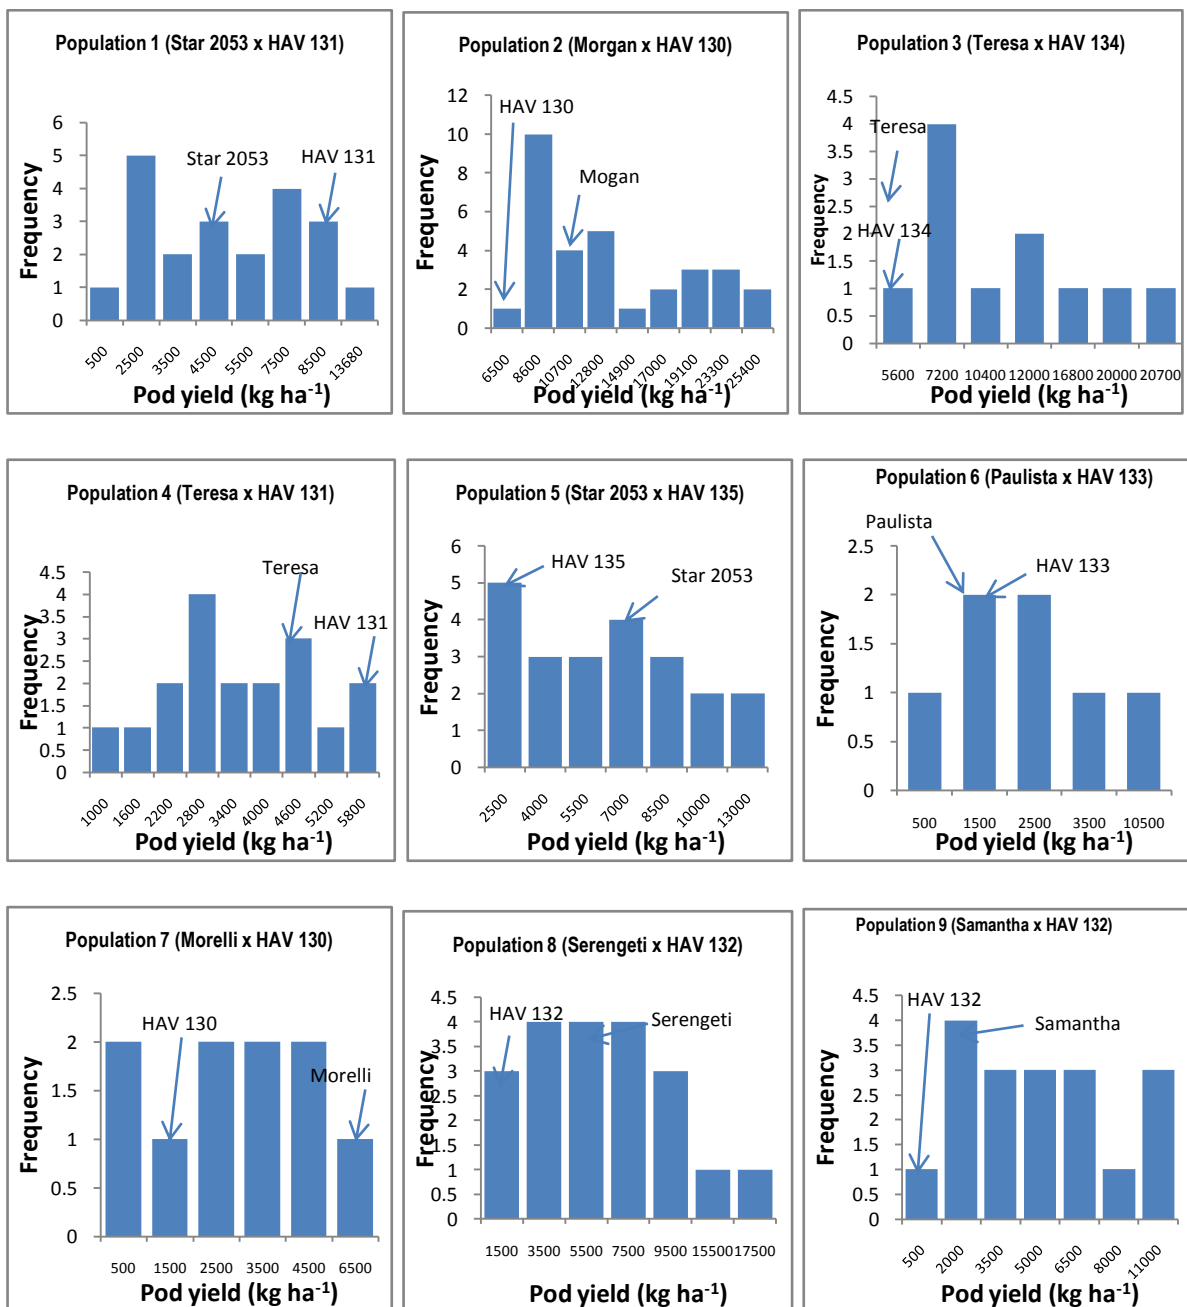 Population 1 (Star 2053 x HAV 131)
6
5
4
3
2
1
0
Frequency
Star 2053
HAV 131
500 2500 3500 4500 5500 7500 8500 13680
Pod yield (kg ha-1)
Population 2 (Morgan x HAV 130)
12
10
8
6
4
2
0
Frequency
HAV 130
Mogan
6500 8600 10700 12800 14900 17000 19100 23300 25400
Pod yield (kg ha-1)
Population 3 (Teresa x HAV 134)
4.5
4
3.5
3
2.5
2
1.5
1
0.5
0
Frequency
Teresa
HAV 134
5600 7200 10400 12000 16800 20000 20700
Pod yield (kg ha-1)
Population 4 (Teresa x HAV 131)
4.5
4
3.5
3
2.5
2
1.5
1
0.5
0
Frequency
Teresa
HAV 131
1000 1600 2200 2800 3400 4000 4600 5200 5800
Pod yield (kg ha-1)
Population 5 (Star 2053 x HAV 135)
6
5
4
3
2
1
0
Frequency
HAV 135
Star 2053
2500 4000 5500 7000 8500 10000 13000
Pod yield (kg ha-1)
Population 6 (Paulista x HAV 133)
2.5
2
1.5
1
0.5
0
Frequency
Paulista
HAV 133
500 1500 2500 3500 10500
Pod yield (kg ha-1)
Population 7 (Morelli x HAV 130)
2.5
2
1.5
1
0.5
0
Frequency
HAV 130
Morelli
500 1500 2500 3500 4500 6500
Pod yield (kg ha-1)
Population 8 (Serengeti x HAV 132)
4.5
4
3.5
3
2.5
2
1.5
1
0.5
0
Frequency
HAV 132
Serengeti
1500 3500 5500 7500 9500 15500 17500
Pod yield (kg ha-1)
Population 9 (Samantha x HAV 132)
4.5
4
3.5
3
2.5
2
1.5
1
0.5
0
Frequency
HAV 132
Samantha
500 2000 3500 5000 6500 8000 11000
Pod yield (kg ha-1)